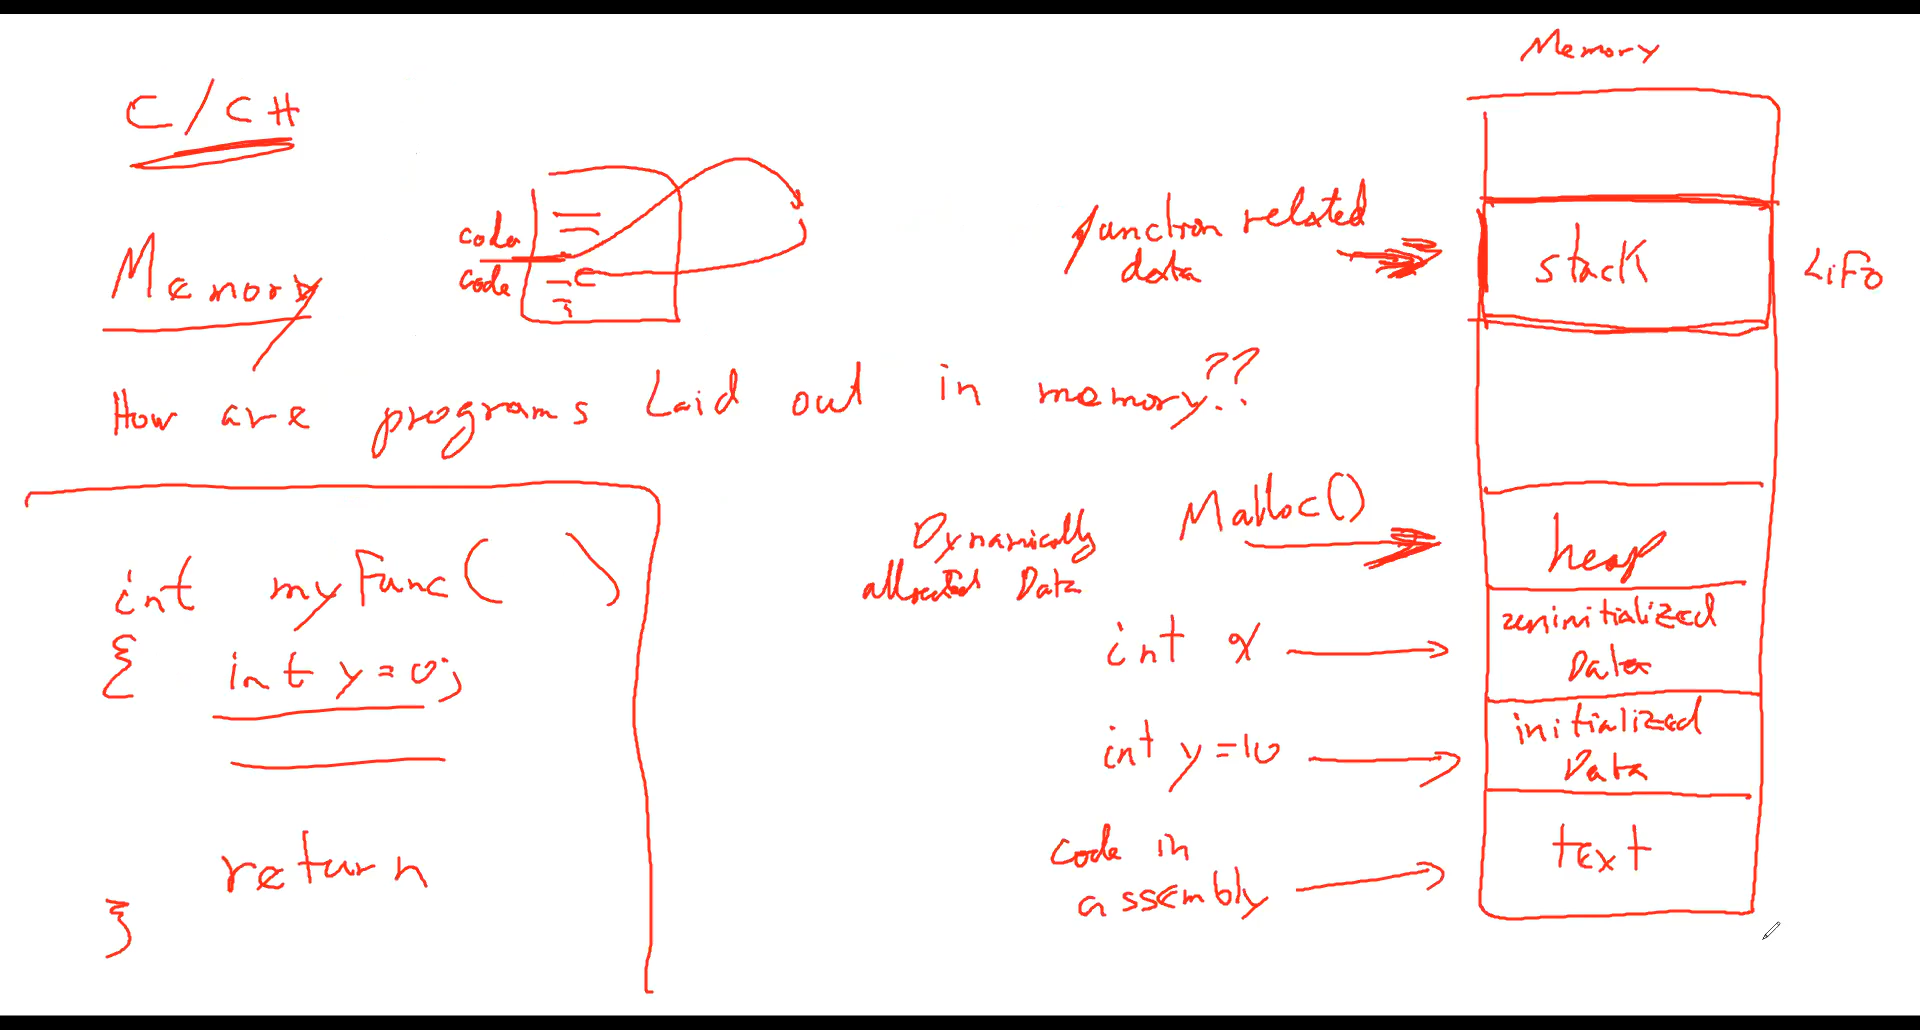 C/C++
Memory
How are programs Laid out in memory??
code
code
int myFunc( )
{
int y=0;
return
}
Memory
function related
data
stack
LiFo
Malloc()
Dynamically
allocated Data
heap
int x
uninitialized
Data
int y=10
initialized
Data
code in
assembly
text